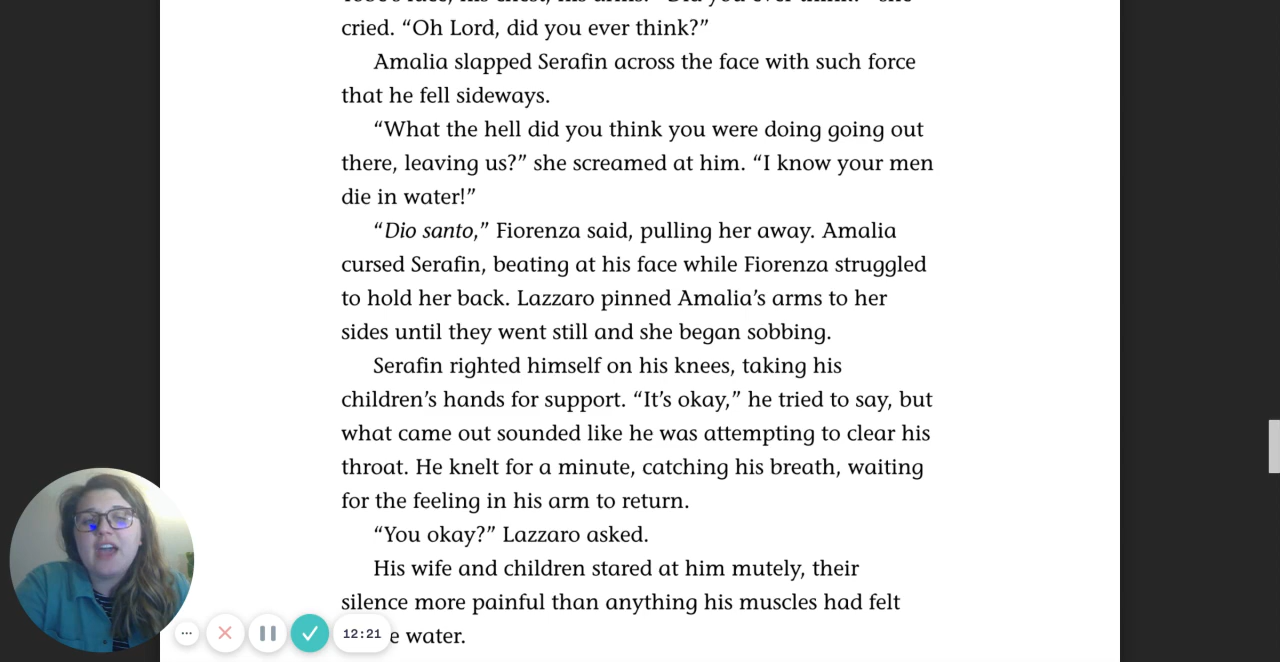 cried. “Oh Lord, did you ever think?”
Amalia slapped Serafin across the face with such force
that he fell sideways.
“What the hell did you think you were doing going out
there, leaving us?” she screamed at him. “I know your men
die in water!”
“Dio santo,” Fiorenza said, pulling her away. Amalia
cursed Serafin, beating at his face while Fiorenza struggled
to hold her back. Lazzaro pinned Amalia’s arms to her
sides until they went still and she began sobbing.
Serafin righted himself on his knees, taking his
children’s hands for support. “It’s okay,” he tried to say, but
what came out sounded like he was attempting to clear his
throat. He knelt for a minute, catching his breath, waiting
for the feeling in his arm to return.
“You okay?” Lazzaro asked.
His wife and children stared at him mutely, their
silence more painful than anything his muscles had felt
e water.
12:21